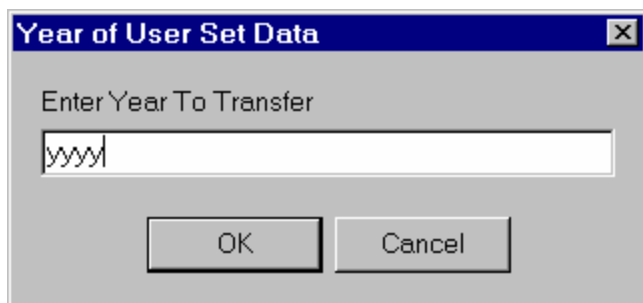 Year of User Set Data
Enter Year To Transfer
yyyy
OK
Cancel